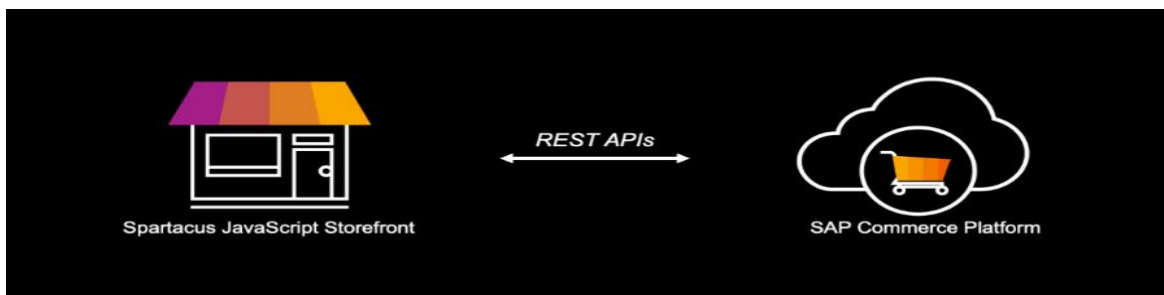 REST APIs
Spartacus JavaScript Storefront
SAP Commerce Platform